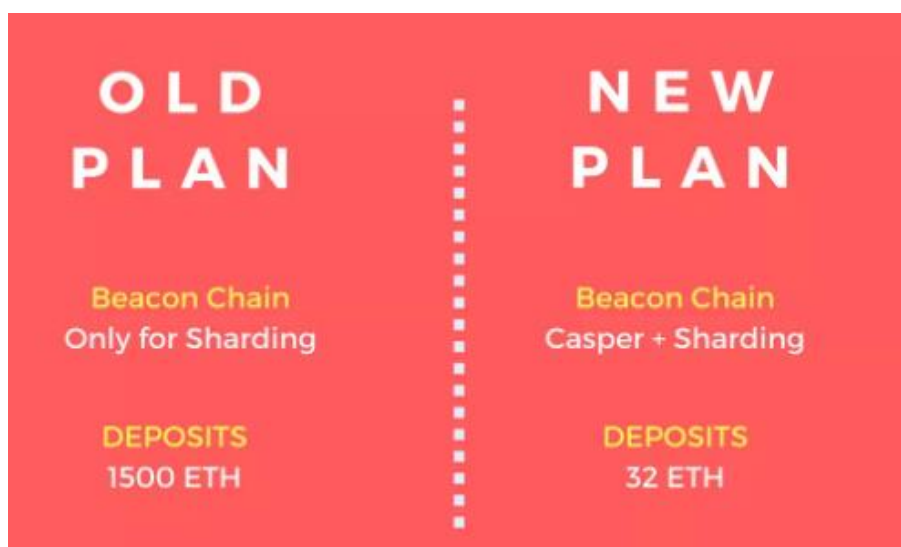 OLD
PLAN
Beacon Chain
Only for Sharding
DEPOSITS
1500 ETH
NEW
PLAN
Beacon Chain
Casper + Sharding
DEPOSITS
32 ETH